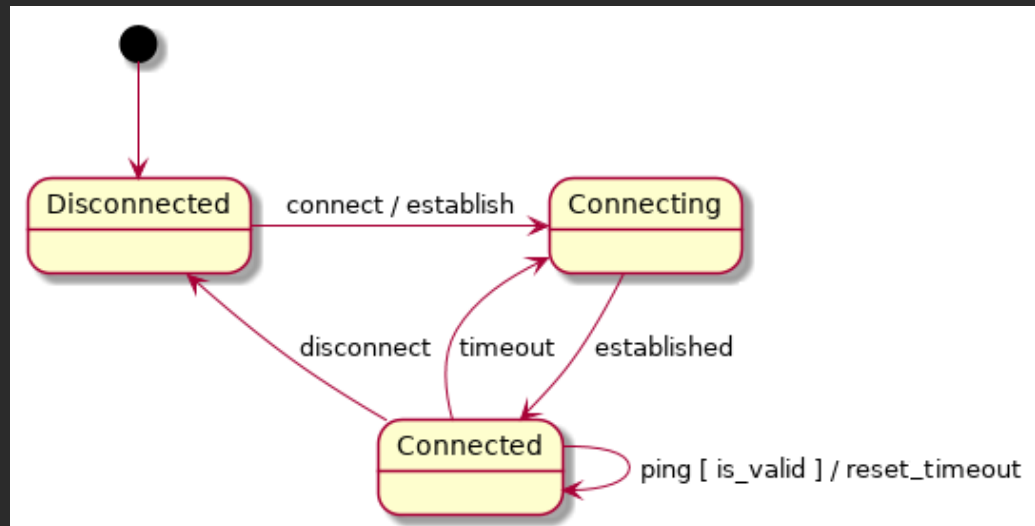 Disconnected
connect / establish
Connecting
disconnect
timeout
established
Connected
ping [ is_valid ] / reset_timeout